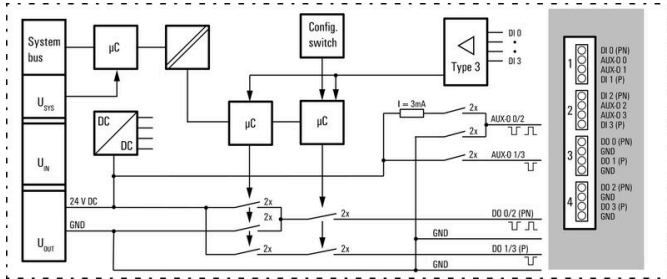 System
bus
µC
Config.
switch
Type 3
DI 0
DI 3
U_SYS
U_IN
U_OUT
DC
DC
µC
µC
I = 3mA
2x
AUX-O 0/2
2x
2x
AUX-O 1/3
24 V DC
GND
2x
2x
DO 0/2 (PN)
2x
GND
2x
2x
DO 1/3 (P)
GND
1
DI 0 (PN)
AUX-O 0
AUX-O 1
DI 1 (P)
2
DI 2 (PN)
AUX-O 2
AUX-O 3
DI 3 (P)
3
DO 0 (PN)
GND
DO 1 (P)
GND
4
DO 2 (PN)
GND
DO 3 (P)
GND